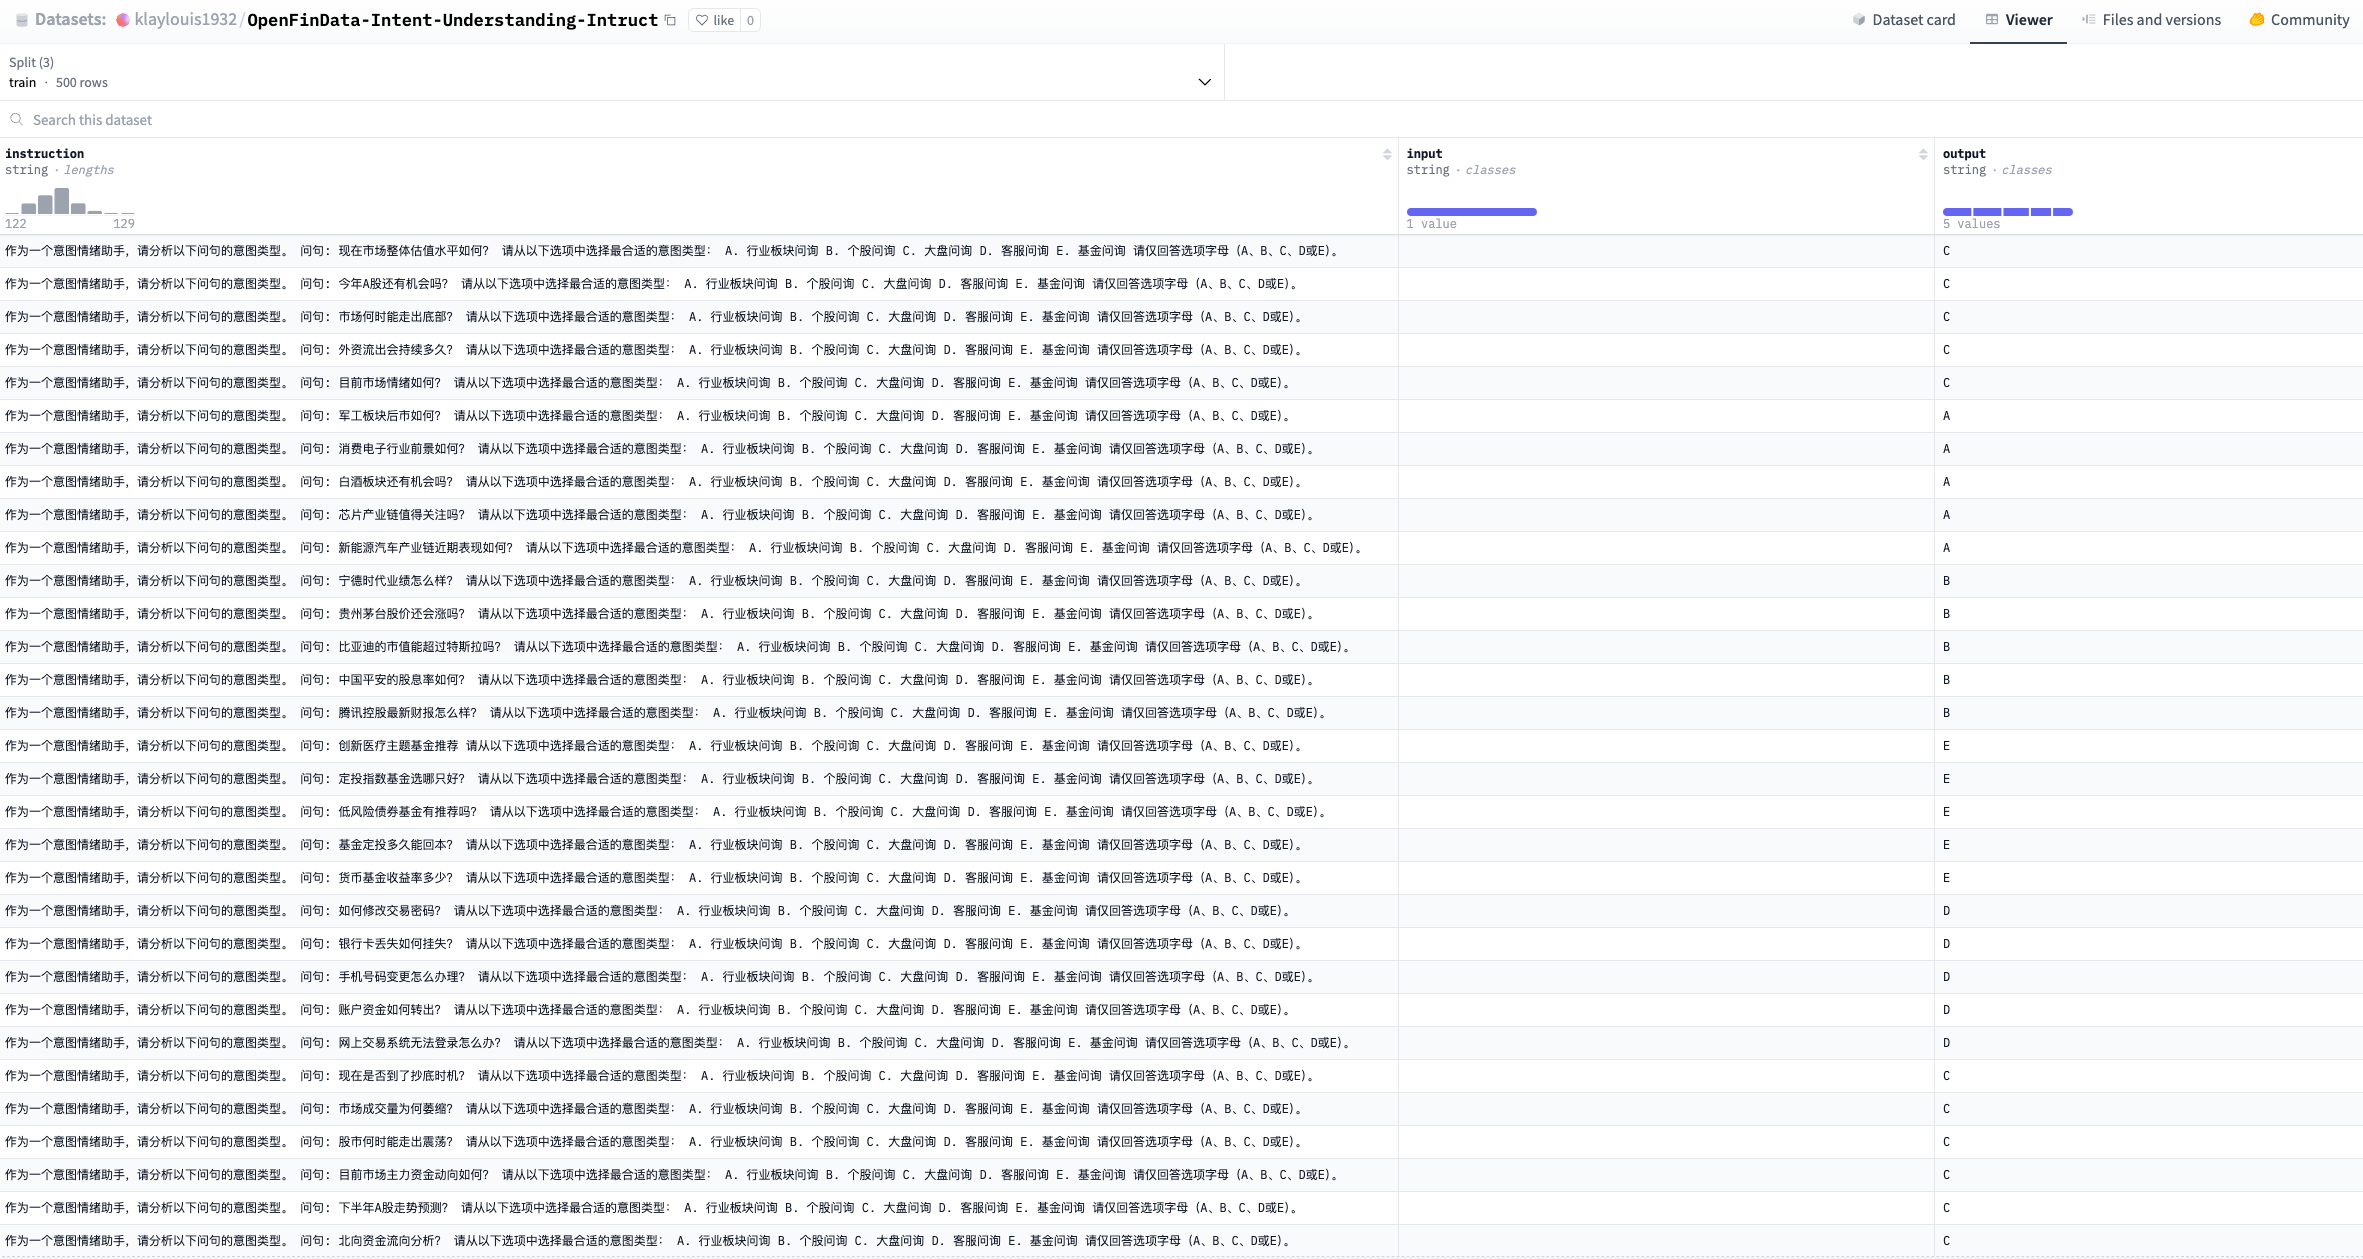 Datasets: klaylouis1932/OpenFinData-Intent-Understanding-Intruct like 0 Dataset card Viewer Files and versions Community
Split (3)
train · 500 rows
Search this dataset
instruction input output
string · lengths string · classes string · classes
122 129 1 value 5 values
作为一个意图情绪助手，请分析以下问句的意图类型。 问句：现在市场整体估值水平如何？ 请从以下选项中选择最合适的意图类型： A. 行业板块问询 B. 个股问询 C. 大盘问询 D. 客服问询 E. 基金问询 请仅回答选项字母（A、B、C、D或E）。 C
作为一个意图情绪助手，请分析以下问句的意图类型。 问句：今年A股还有机会吗？ 请从以下选项中选择最合适的意图类型： A. 行业板块问询 B. 个股问询 C. 大盘问询 D. 客服问询 E. 基金问询 请仅回答选项字母（A、B、C、D或E）。 C
作为一个意图情绪助手，请分析以下问句的意图类型。 问句：市场何时能走出底部？ 请从以下选项中选择最合适的意图类型： A. 行业板块问询 B. 个股问询 C. 大盘问询 D. 客服问询 E. 基金问询 请仅回答选项字母（A、B、C、D或E）。 C
作为一个意图情绪助手，请分析以下问句的意图类型。 问句：外资流出会持续多久？ 请从以下选项中选择最合适的意图类型： A. 行业板块问询 B. 个股问询 C. 大盘问询 D. 客服问询 E. 基金问询 请仅回答选项字母（A、B、C、D或E）。 C
作为一个意图情绪助手，请分析以下问句的意图类型。 问句：目前市场情绪如何？ 请从以下选项中选择最合适的意图类型： A. 行业板块问询 B. 个股问询 C. 大盘问询 D. 客服问询 E. 基金问询 请仅回答选项字母（A、B、C、D或E）。 C
作为一个意图情绪助手，请分析以下问句的意图类型。 问句：军工板块后市如何？ 请从以下选项中选择最合适的意图类型： A. 行业板块问询 B. 个股问询 C. 大盘问询 D. 客服问询 E. 基金问询 请仅回答选项字母（A、B、C、D或E）。 A
作为一个意图情绪助手，请分析以下问句的意图类型。 问句：消费电子行业前景如何？ 请从以下选项中选择最合适的意图类型： A. 行业板块问询 B. 个股问询 C. 大盘问询 D. 客服问询 E. 基金问询 请仅回答选项字母（A、B、C、D或E）。 A
作为一个意图情绪助手，请分析以下问句的意图类型。 问句：白酒板块还有机会吗？ 请从以下选项中选择最合适的意图类型： A. 行业板块问询 B. 个股问询 C. 大盘问询 D. 客服问询 E. 基金问询 请仅回答选项字母（A、B、C、D或E）。 A
作为一个意图情绪助手，请分析以下问句的意图类型。 问句：芯片产业链值得关注吗？ 请从以下选项中选择最合适的意图类型： A. 行业板块问询 B. 个股问询 C. 大盘问询 D. 客服问询 E. 基金问询 请仅回答选项字母（A、B、C、D或E）。 A
作为一个意图情绪助手，请分析以下问句的意图类型。 问句：新能源汽车产业链近期表现如何？ 请从以下选项中选择最合适的意图类型： A. 行业板块问询 B. 个股问询 C. 大盘问询 D. 客服问询 E. 基金问询 请仅回答选项字母（A、B、C、D或E）。 A
作为一个意图情绪助手，请分析以下问句的意图类型。 问句：宁德时代业绩怎么样？ 请从以下选项中选择最合适的意图类型： A. 行业板块问询 B. 个股问询 C. 大盘问询 D. 客服问询 E. 基金问询 请仅回答选项字母（A、B、C、D或E）。 B
作为一个意图情绪助手，请分析以下问句的意图类型。 问句：贵州茅台股价还会涨吗？ 请从以下选项中选择最合适的意图类型： A. 行业板块问询 B. 个股问询 C. 大盘问询 D. 客服问询 E. 基金问询 请仅回答选项字母（A、B、C、D或E）。 B
作为一个意图情绪助手，请分析以下问句的意图类型。 问句：比亚迪的市值能超过特斯拉吗？ 请从以下选项中选择最合适的意图类型： A. 行业板块问询 B. 个股问询 C. 大盘问询 D. 客服问询 E. 基金问询 请仅回答选项字母（A、B、C、D或E）。 B
作为一个意图情绪助手，请分析以下问句的意图类型。 问句：中国平安的股息率如何？ 请从以下选项中选择最合适的意图类型： A. 行业板块问询 B. 个股问询 C. 大盘问询 D. 客服问询 E. 基金问询 请仅回答选项字母（A、B、C、D或E）。 B
作为一个意图情绪助手，请分析以下问句的意图类型。 问句：腾讯控股最新财报怎么样？ 请从以下选项中选择最合适的意图类型： A. 行业板块问询 B. 个股问询 C. 大盘问询 D. 客服问询 E. 基金问询 请仅回答选项字母（A、B、C、D或E）。 B
作为一个意图情绪助手，请分析以下问句的意图类型。 问句：创新医疗主题基金推荐 请从以下选项中选择最合适的意图类型： A. 行业板块问询 B. 个股问询 C. 大盘问询 D. 客服问询 E. 基金问询 请仅回答选项字母（A、B、C、D或E）。 E
作为一个意图情绪助手，请分析以下问句的意图类型。 问句：定投指数基金选哪只好？ 请从以下选项中选择最合适的意图类型： A. 行业板块问询 B. 个股问询 C. 大盘问询 D. 客服问询 E. 基金问询 请仅回答选项字母（A、B、C、D或E）。 E
作为一个意图情绪助手，请分析以下问句的意图类型。 问句：低风险债券基金有推荐吗？ 请从以下选项中选择最合适的意图类型： A. 行业板块问询 B. 个股问询 C. 大盘问询 D. 客服问询 E. 基金问询 请仅回答选项字母（A、B、C、D或E）。 E
作为一个意图情绪助手，请分析以下问句的意图类型。 问句：基金定投多久能回本？ 请从以下选项中选择最合适的意图类型： A. 行业板块问询 B. 个股问询 C. 大盘问询 D. 客服问询 E. 基金问询 请仅回答选项字母（A、B、C、D或E）。 E
作为一个意图情绪助手，请分析以下问句的意图类型。 问句：货币基金收益率多少？ 请从以下选项中选择最合适的意图类型： A. 行业板块问询 B. 个股问询 C. 大盘问询 D. 客服问询 E. 基金问询 请仅回答选项字母（A、B、C、D或E）。 E
作为一个意图情绪助手，请分析以下问句的意图类型。 问句：如何修改交易密码？ 请从以下选项中选择最合适的意图类型： A. 行业板块问询 B. 个股问询 C. 大盘问询 D. 客服问询 E. 基金问询 请仅回答选项字母（A、B、C、D或E）。 D
作为一个意图情绪助手，请分析以下问句的意图类型。 问句：银行卡丢失如何挂失？ 请从以下选项中选择最合适的意图类型： A. 行业板块问询 B. 个股问询 C. 大盘问询 D. 客服问询 E. 基金问询 请仅回答选项字母（A、B、C、D或E）。 D
作为一个意图情绪助手，请分析以下问句的意图类型。 问句：手机号码变更怎么办理？ 请从以下选项中选择最合适的意图类型： A. 行业板块问询 B. 个股问询 C. 大盘问询 D. 客服问询 E. 基金问询 请仅回答选项字母（A、B、C、D或E）。 D
作为一个意图情绪助手，请分析以下问句的意图类型。 问句：账户资金如何转出？ 请从以下选项中选择最合适的意图类型： A. 行业板块问询 B. 个股问询 C. 大盘问询 D. 客服问询 E. 基金问询 请仅回答选项字母（A、B、C、D或E）。 D
作为一个意图情绪助手，请分析以下问句的意图类型。 问句：网上交易系统无法登录怎么办？ 请从以下选项中选择最合适的意图类型： A. 行业板块问询 B. 个股问询 C. 大盘问询 D. 客服问询 E. 基金问询 请仅回答选项字母（A、B、C、D或E）。 D
作为一个意图情绪助手，请分析以下问句的意图类型。 问句：现在是否到了抄底时机？ 请从以下选项中选择最合适的意图类型： A. 行业板块问询 B. 个股问询 C. 大盘问询 D. 客服问询 E. 基金问询 请仅回答选项字母（A、B、C、D或E）。 C
作为一个意图情绪助手，请分析以下问句的意图类型。 问句：市场成交量为何萎缩？ 请从以下选项中选择最合适的意图类型： A. 行业板块问询 B. 个股问询 C. 大盘问询 D. 客服问询 E. 基金问询 请仅回答选项字母（A、B、C、D或E）。 C
作为一个意图情绪助手，请分析以下问句的意图类型。 问句：股市何时能走出震荡？ 请从以下选项中选择最合适的意图类型： A. 行业板块问询 B. 个股问询 C. 大盘问询 D. 客服问询 E. 基金问询 请仅回答选项字母（A、B、C、D或E）。 C
作为一个意图情绪助手，请分析以下问句的意图类型。 问句：目前市场主力资金动向如何？ 请从以下选项中选择最合适的意图类型： A. 行业板块问询 B. 个股问询 C. 大盘问询 D. 客服问询 E. 基金问询 请仅回答选项字母（A、B、C、D或E）。 C
作为一个意图情绪助手，请分析以下问句的意图类型。 问句：下半年A股走势预测？ 请从以下选项中选择最合适的意图类型： A. 行业板块问询 B. 个股问询 C. 大盘问询 D. 客服问询 E. 基金问询 请仅回答选项字母（A、B、C、D或E）。 C
作为一个意图情绪助手，请分析以下问句的意图类型。 问句：北向资金流向分析？ 请从以下选项中选择最合适的意图类型： A. 行业板块问询 B. 个股问询 C. 大盘问询 D. 客服问询 E. 基金问询 请仅回答选项字母（A、B、C、D或E）。 C